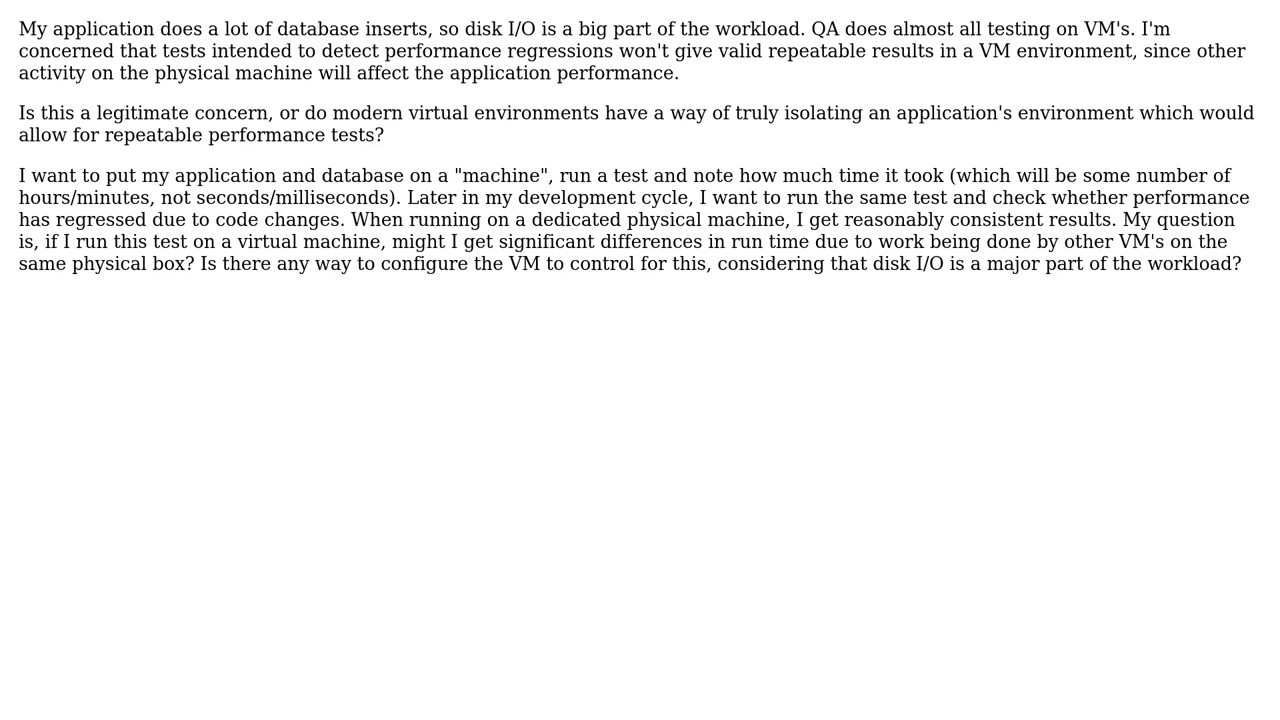 My application does a lot of database inserts, so disk I/O is a big part of the workload. QA does almost all testing on VM's. I'm
concerned that tests intended to detect performance regressions won't give valid repeatable results in a VM environment, since other
activity on the physical machine will affect the application performance.
Is this a legitimate concern, or do modern virtual environments have a way of truly isolating an application's environment which would
allow for repeatable performance tests?
I want to put my application and database on a "machine", run a test and note how much time it took (which will be some number of
hours/minutes, not seconds/milliseconds). Later in my development cycle, I want to run the same test and check whether performance
has regressed due to code changes. When running on a dedicated physical machine, I get reasonably consistent results. My question
is, if I run this test on a virtual machine, might I get significant differences in run time due to work being done by other VM's on the
same physical box? Is there any way to configure the VM to control for this, considering that disk I/O is a major part of the workload?